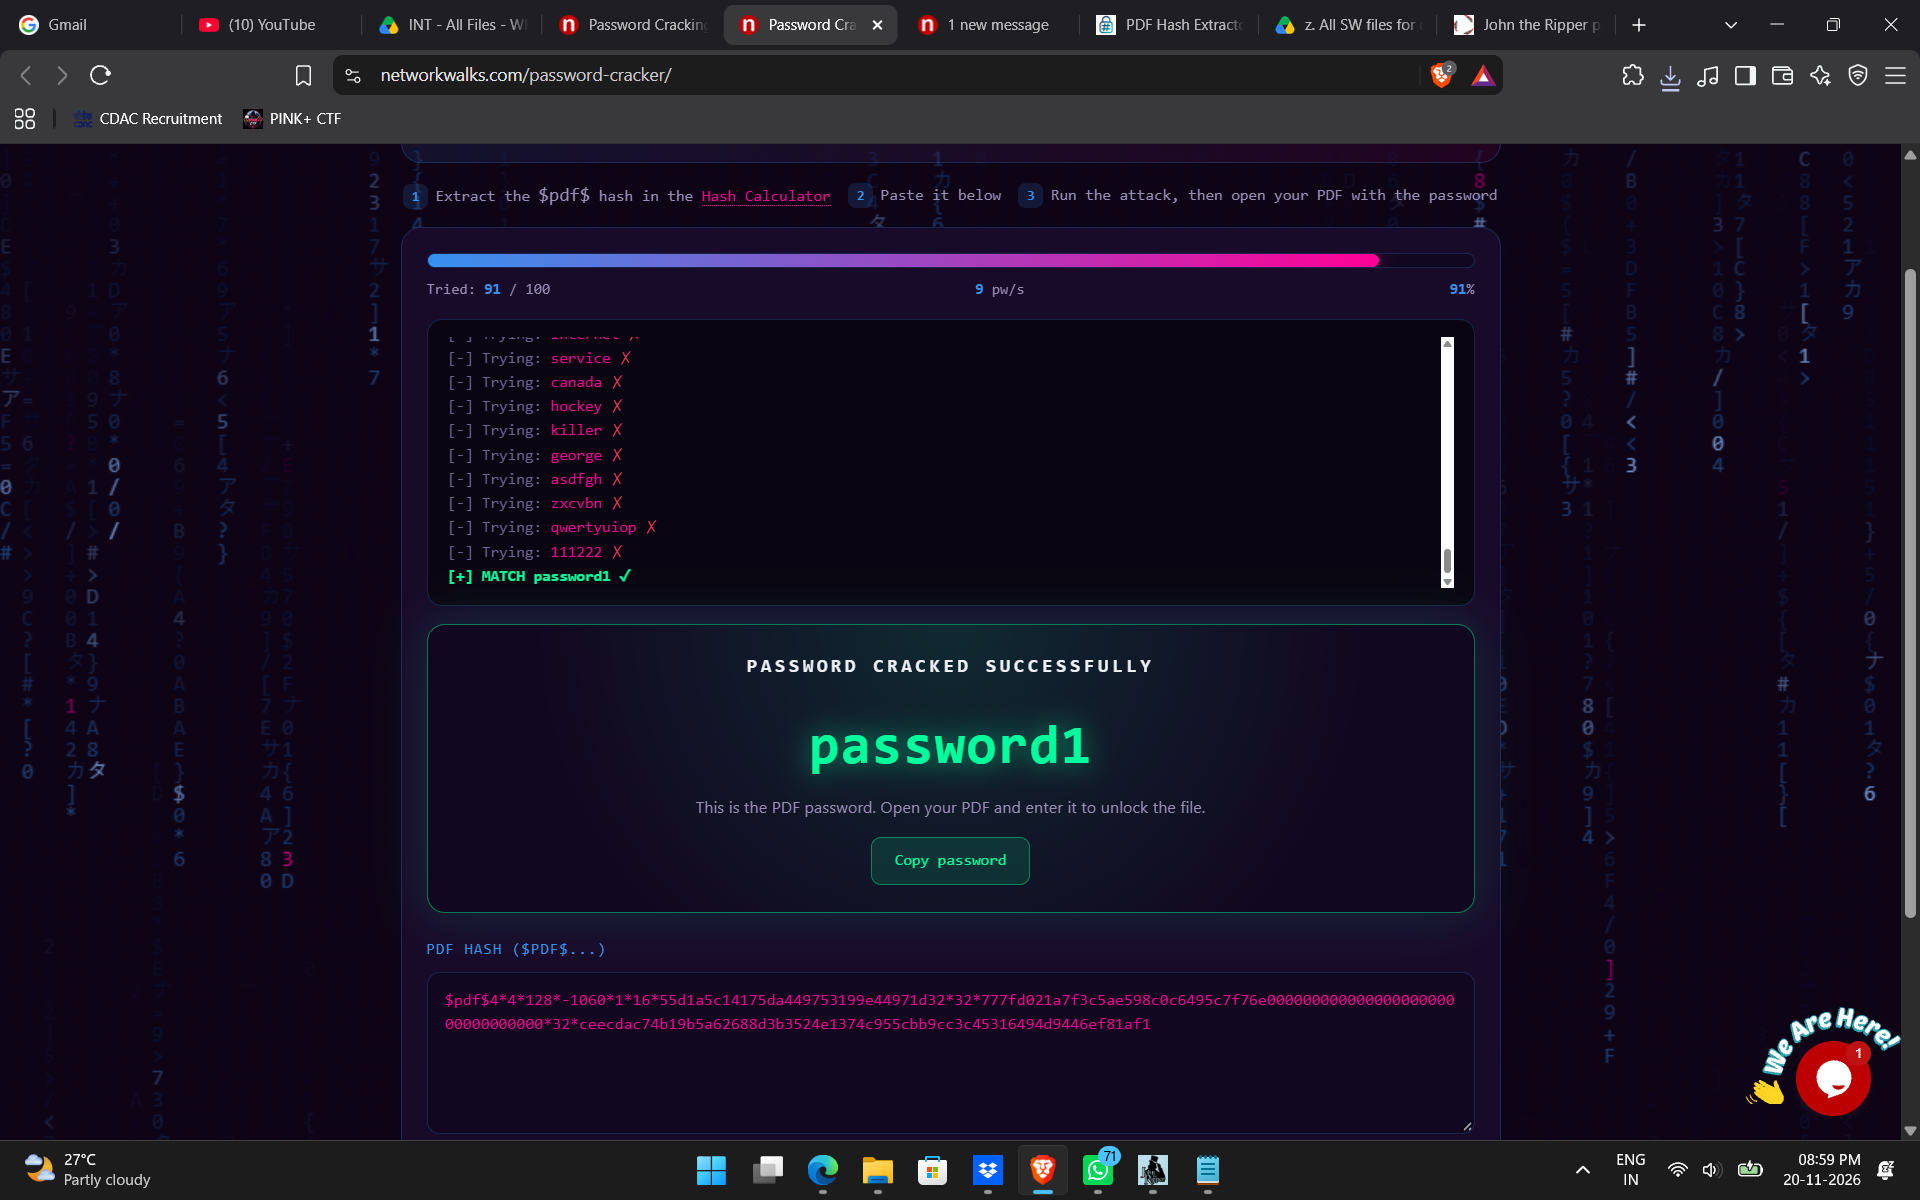 Gmail
(10) YouTube
INT - All Files - W
Password Cracking
Password Cra
1 new message
PDF Hash Extract
z. All SW files for
John the Ripper p
networkwalks.com/password-cracker/
2
CDAC Recruitment
PINK+ CTF
1 Extract the $pdf$ hash in the Hash Calculator 2 Paste it below 3 Run the attack, then open your PDF with the password
Tried: 91 / 100
9 pw/s
91%
[-] Trying: internet X
[-] Trying: service X
[-] Trying: canada X
[-] Trying: hockey X
[-] Trying: killer X
[-] Trying: george X
[-] Trying: asdfgh X
[-] Trying: zxcvbn X
[-] Trying: qwertyuiop X
[-] Trying: 111222 X
[+] MATCH password1 ✓
PASSWORD CRACKED SUCCESSFULLY
password1
This is the PDF password. Open your PDF and enter it to unlock the file.
Copy password
PDF HASH ($PDF$...)
$pdf$4*4*128*-1060*1*16*55d1a5c14175da449753199e44971d32*32*777fd021a7f3c5ae598c0c6495c7f76e0000000000000000000000
00000000000*32*ceecdac74b19b5a62688d3b3524e1374c955cbb9cc3c45316494d9446ef81af1
We Are Here!
1
27°C
Partly cloudy
71
ENG
IN
08:59 PM
20-11-2026